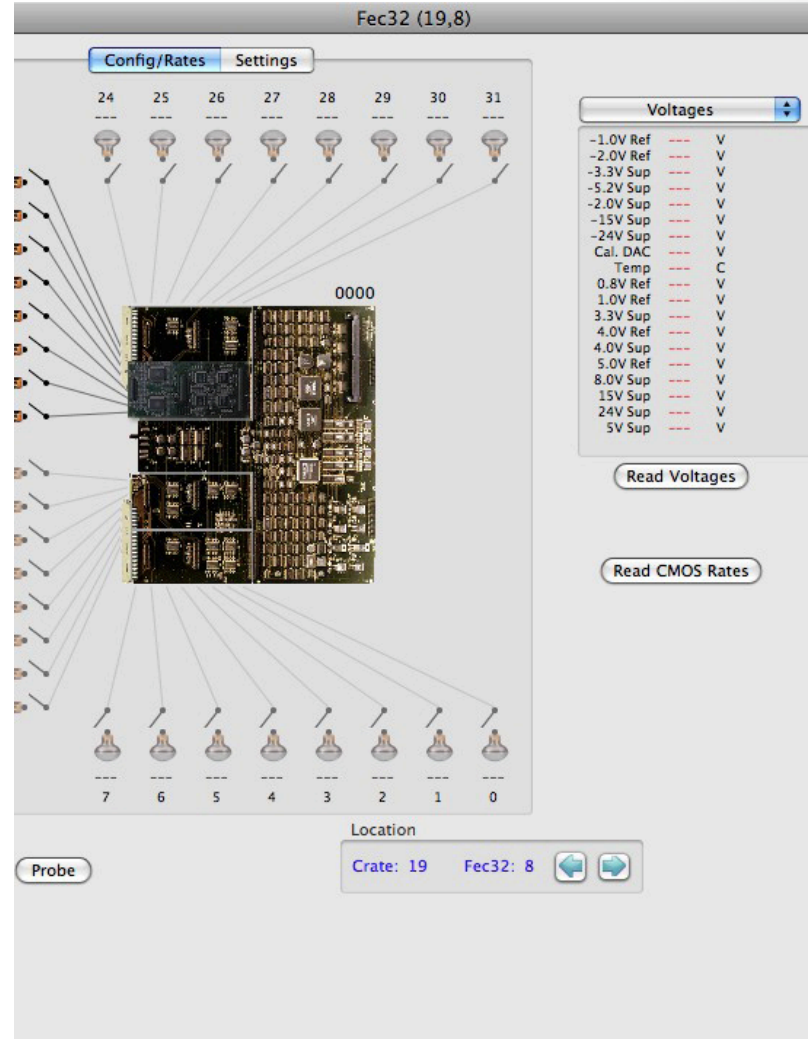 Fec32 (19,8)
Config/Rates Settings
24 25 26 27 28 29 30 31
--- --- --- --- --- --- --- ---
0000
7 6 5 4 3 2 1 0
--- --- --- --- --- --- --- ---
Voltages
-1.0V Ref --- V
-2.0V Ref --- V
-3.3V Sup --- V
-5.2V Sup --- V
-2.0V Sup --- V
-15V Sup --- V
-24V Sup --- V
Cal. DAC --- V
Temp --- C
0.8V Ref --- V
1.0V Ref --- V
3.3V Sup --- V
4.0V Ref --- V
4.0V Sup --- V
5.0V Ref --- V
8.0V Sup --- V
15V Sup --- V
24V Sup --- V
5V Sup --- V
Read Voltages
Read CMOS Rates
Location
Crate: 19 Fec32: 8
Probe